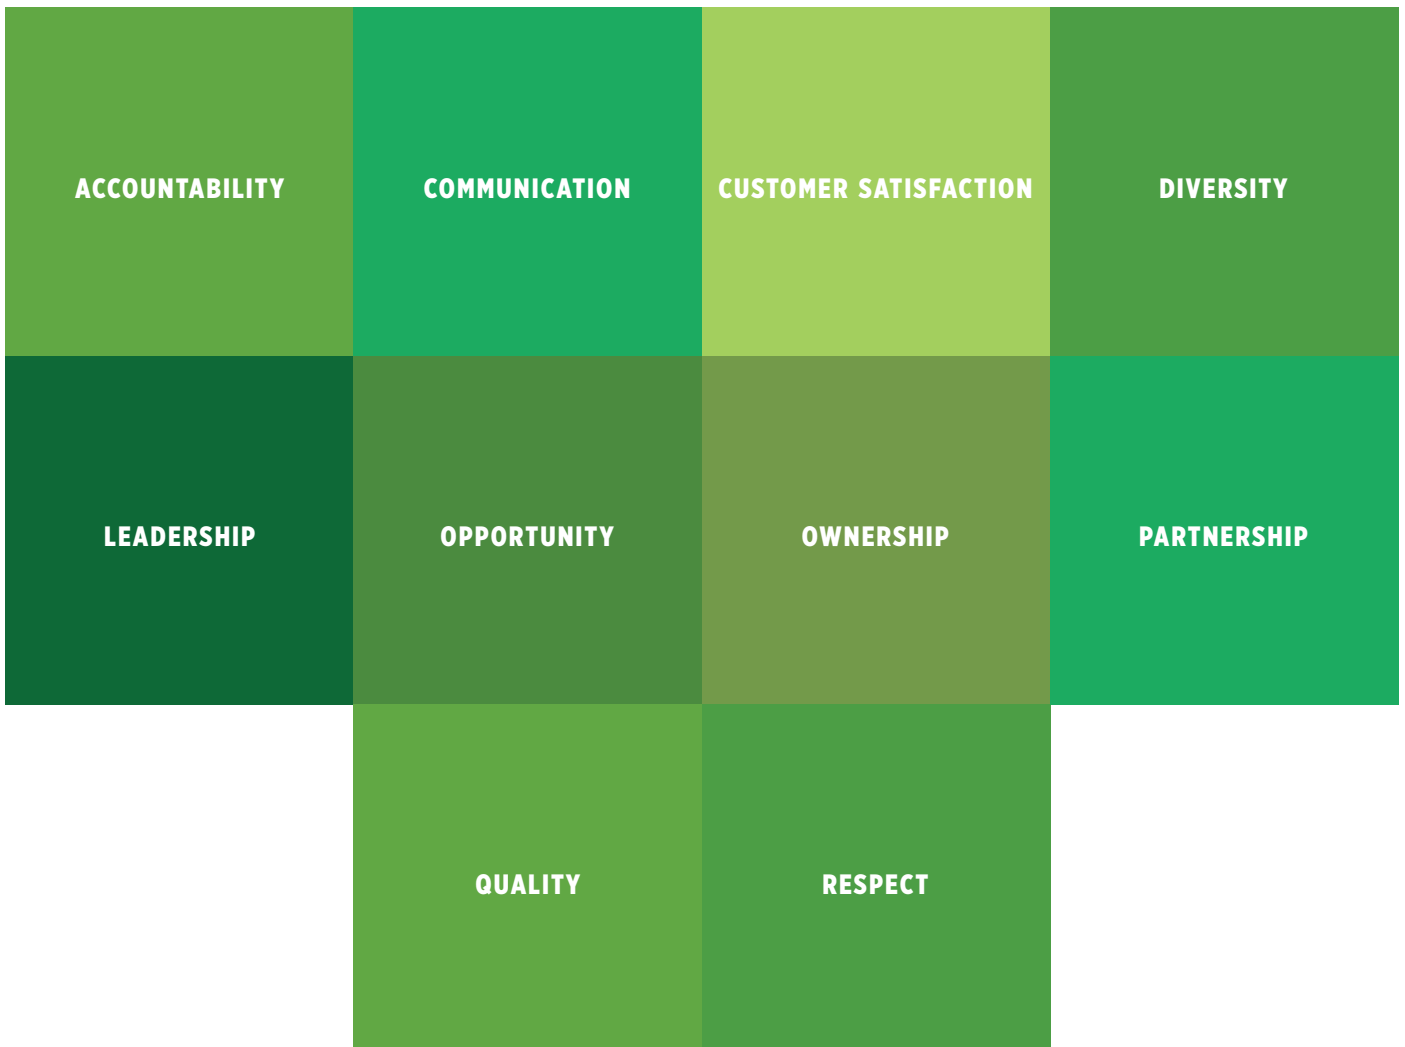 ACCOUNTABILITY
COMMUNICATION
CUSTOMER SATISFACTION
DIVERSITY
LEADERSHIP
OPPORTUNITY
OWNERSHIP
PARTNERSHIP
QUALITY
RESPECT